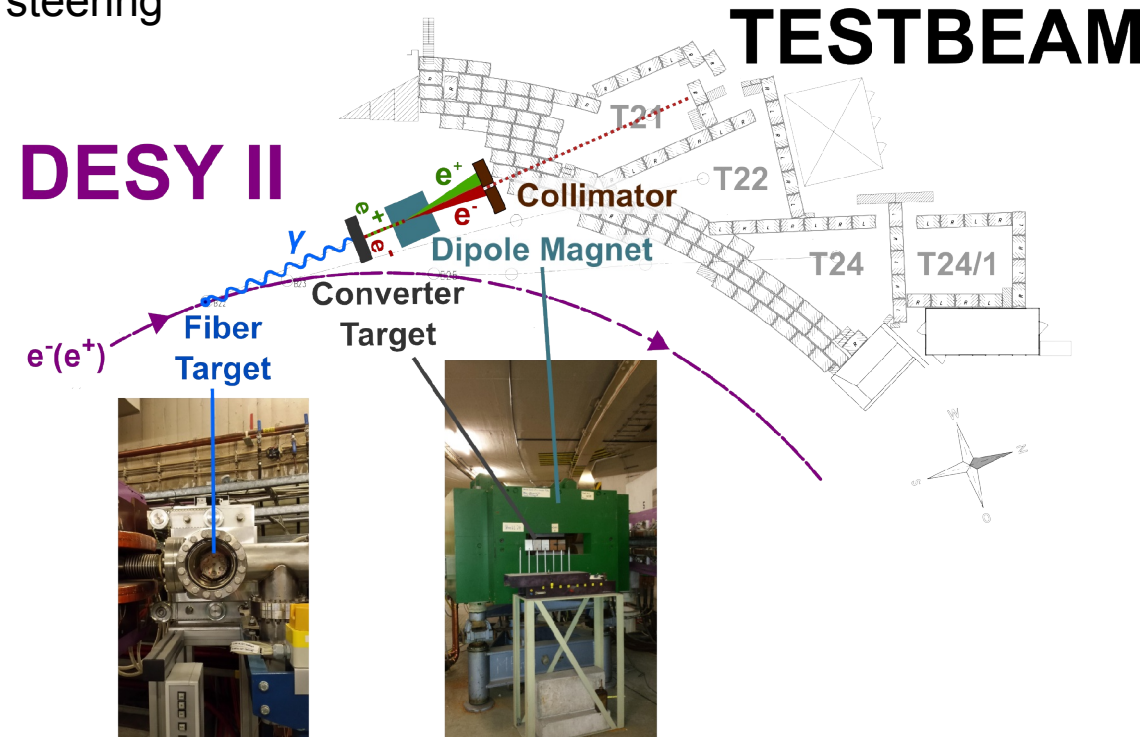 steering
TESTBEAM
T21
DESY II
e⁺
T22
e⁺
Collimator
e⁻
e⁻
γ
Dipole Magnet
T24
T24/1
Converter
Target
Fiber
Target
e⁻(e⁺)
W
N
S
O